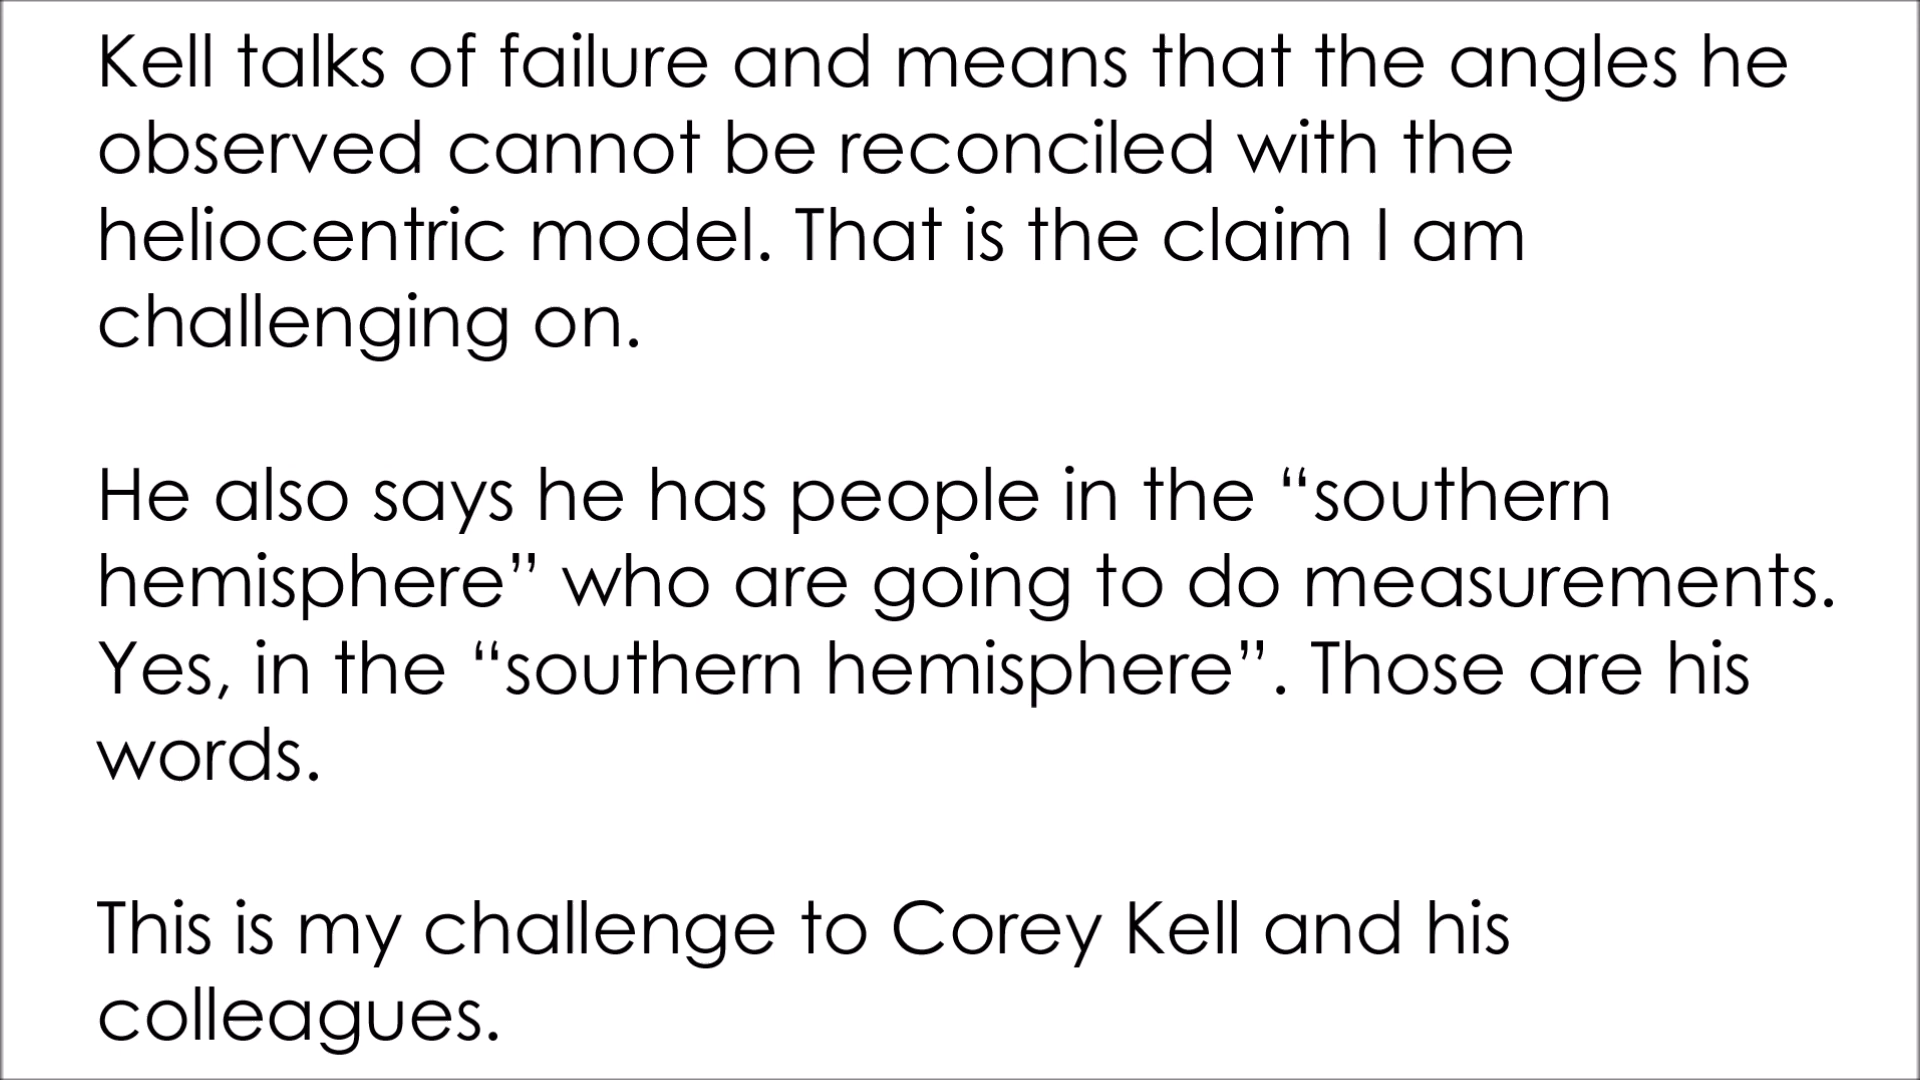 Kell talks of failure and means that the angles he
observed cannot be reconciled with the
heliocentric model. That is the claim I am
challenging on.
He also says he has people in the “southern
hemisphere” who are going to do measurements.
Yes, in the “southern hemisphere”. Those are his
words.
This is my challenge to Corey Kell and his
colleagues.